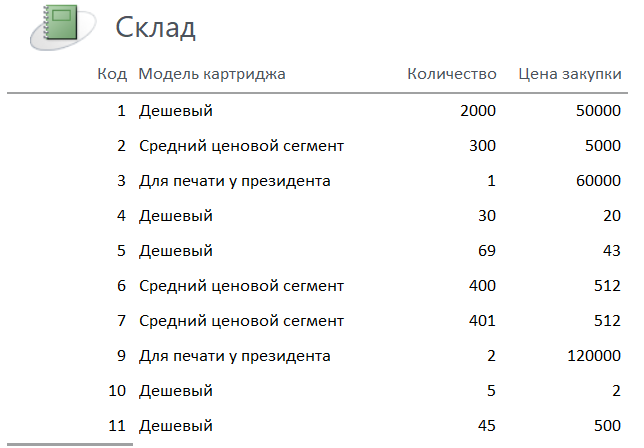 Склад
Код Модель картриджа Количество Цена закупки
1 Дешевый 2000 50000
2 Средний ценовой сегмент 300 5000
3 Для печати у президента 1 60000
4 Дешевый 30 20
5 Дешевый 69 43
6 Средний ценовой сегмент 400 512
7 Средний ценовой сегмент 401 512
9 Для печати у президента 2 120000
10 Дешевый 5 2
11 Дешевый 45 500